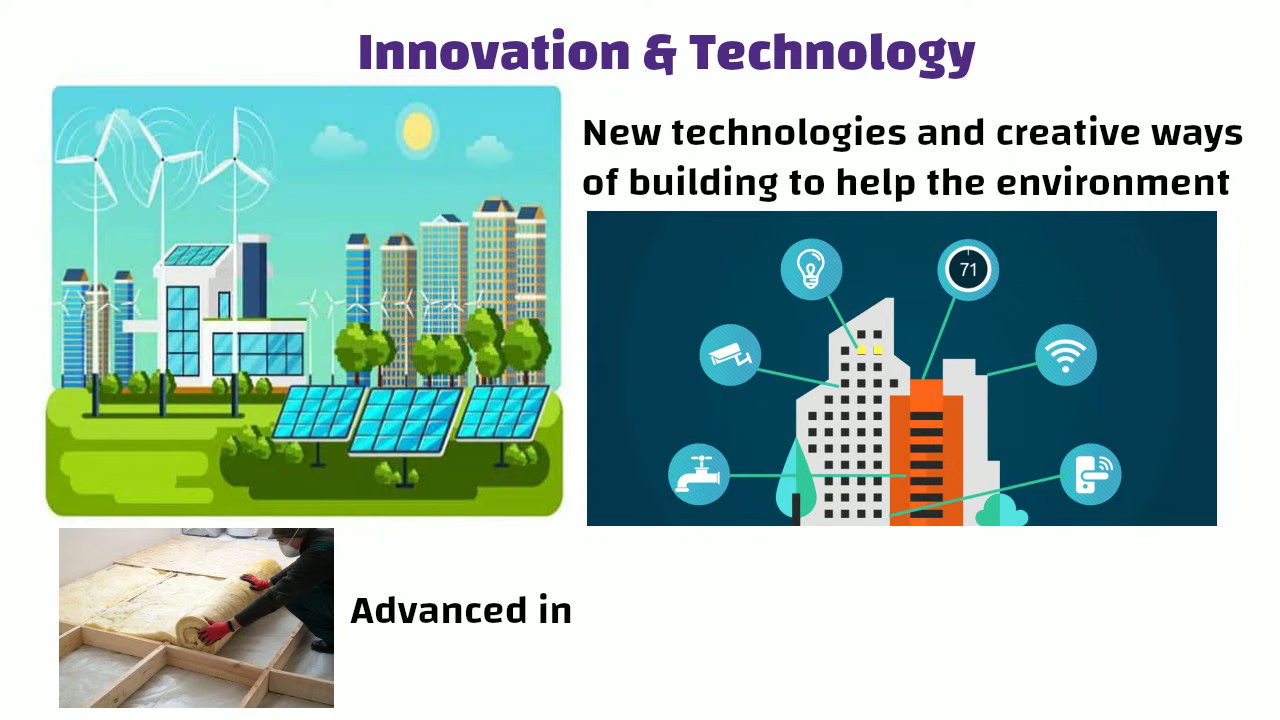 Innovation & Technology
New technologies and creative ways
of building to help the environment
71
Advanced in